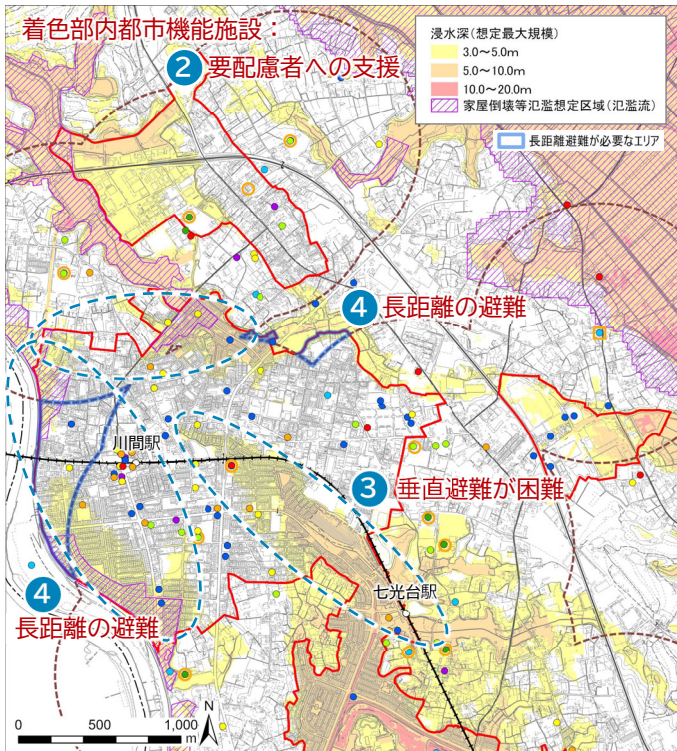 着色部内都市機能施設：
2 要配慮者への支援
浸水深（想定最大規模）
3.0～5.0m
5.0～10.0m
10.0～20.0m
家屋倒壊等氾濫想定区域（氾濫流）
長距離避難が必要なエリア
4 長距離の避難
川間駅
3 垂直避難が困難
4
長距離の避難
七光台駅
N
0 500 1,000
m